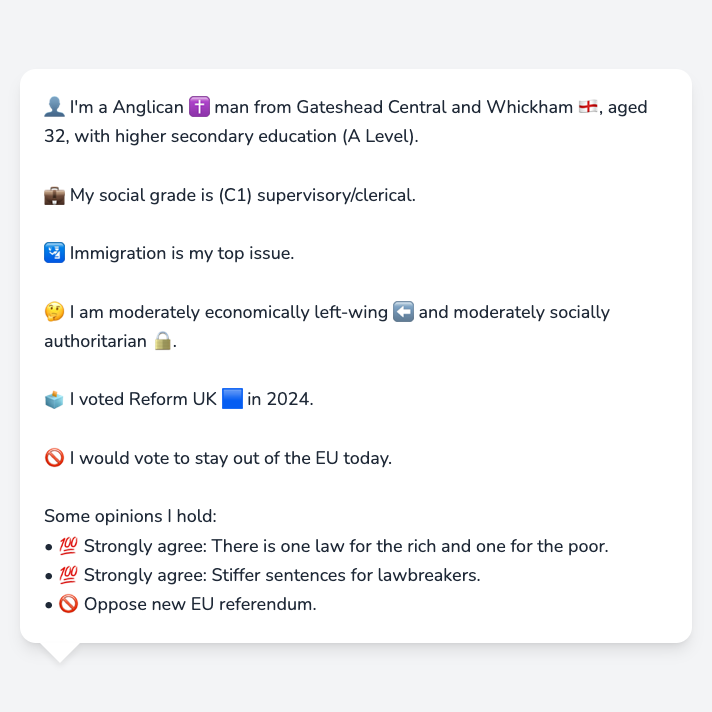 👤 I'm a Anglican ✝️ man from Gateshead Central and Whickham 🏴󠁧󠁢󠁥󠁮󠁧󠁿, aged
32, with higher secondary education (A Level).
💼 My social grade is (C1) supervisory/clerical.
🛂 Immigration is my top issue.
🤔 I am moderately economically left-wing ⬅️ and moderately socially
authoritarian 🔒.
🗳️ I voted Reform UK 🟦 in 2024.
🚫 I would vote to stay out of the EU today.
Some opinions I hold:
• 💯 Strongly agree: There is one law for the rich and one for the poor.
• 💯 Strongly agree: Stiffer sentences for lawbreakers.
• 🚫 Oppose new EU referendum.